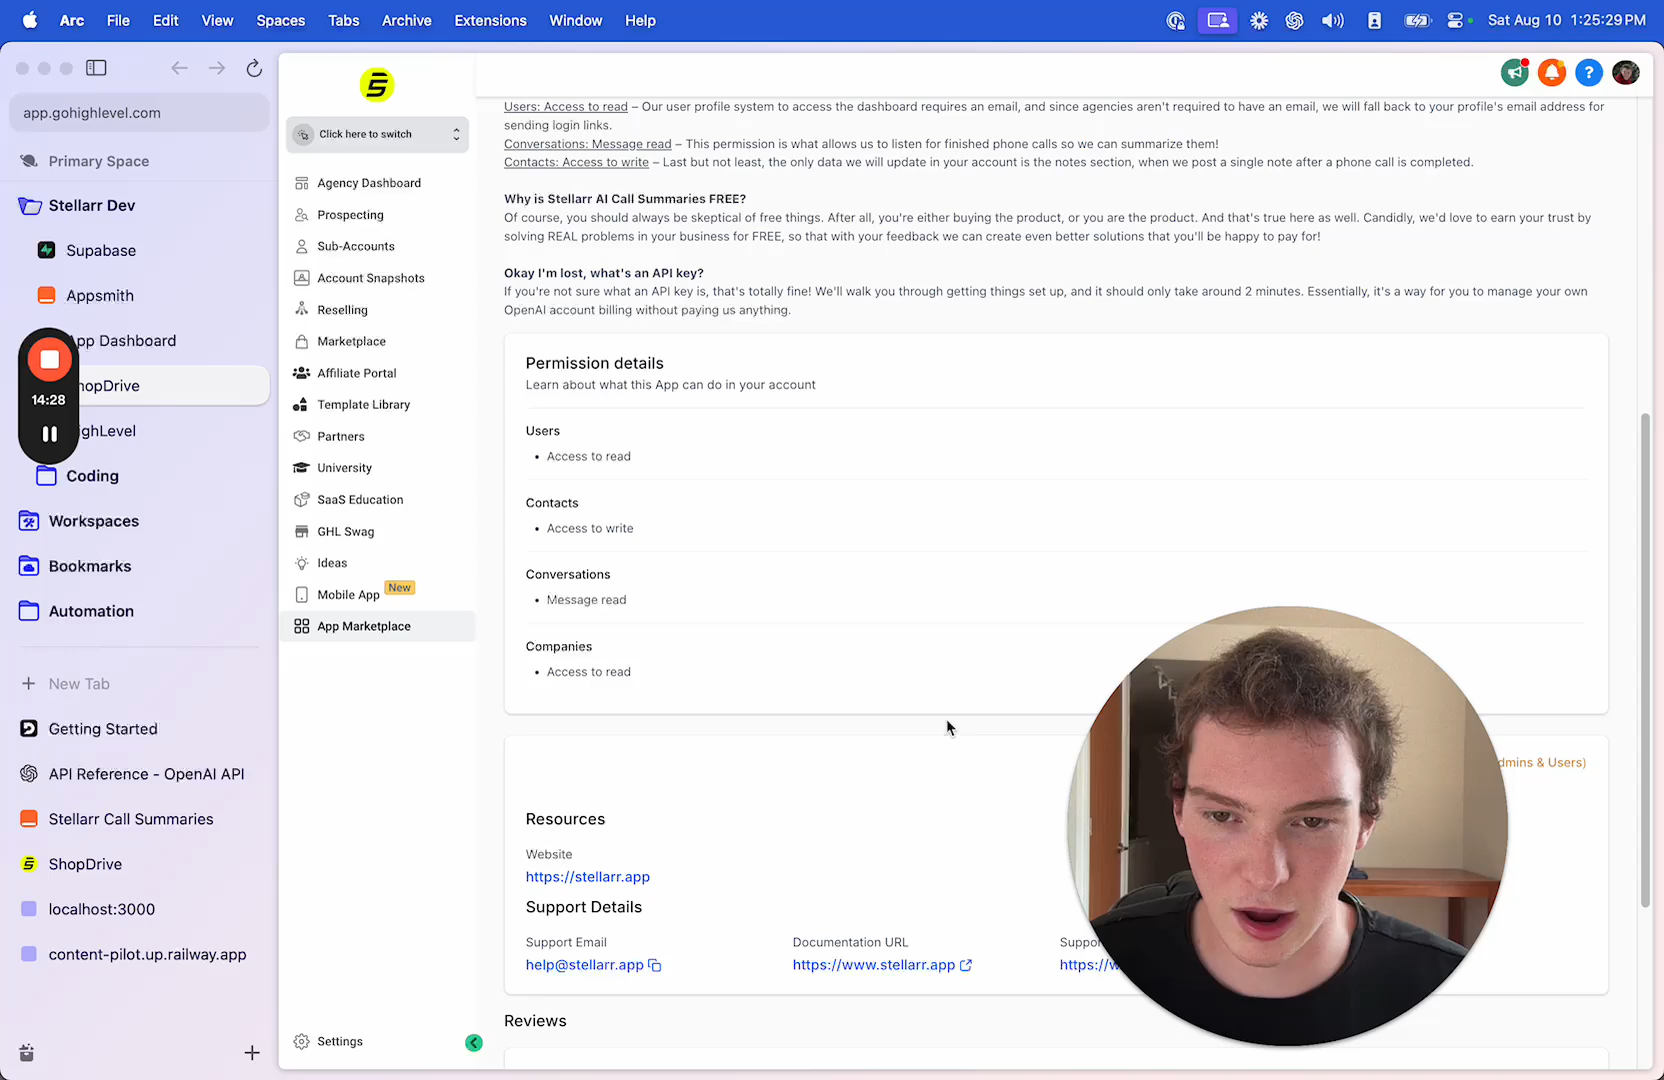 Arc File Edit View Spaces Tabs Archive Extensions Window Help Sat Aug 10 1:25:29 PM
app.gohighlevel.com
Primary Space
Stellarr Dev
Supabase
Appsmith
App Dashboard
hopDrive
ighLevel
14:28
Coding
Workspaces
Bookmarks
Automation
New Tab
Getting Started
API Reference - OpenAI API
Stellarr Call Summaries
ShopDrive
localhost:3000
content-pilot.up.railway.app
Click here to switch
Agency Dashboard
Prospecting
Sub-Accounts
Account Snapshots
Reselling
Marketplace
Affiliate Portal
Template Library
Partners
University
SaaS Education
GHL Swag
Ideas
Mobile App New
App Marketplace
Settings
Users: Access to read – Our user profile system to access the dashboard requires an email, and since agencies aren't required to have an email, we will fall back to your profile's email address for
sending login links.
Conversations: Message read – This permission is what allows us to listen for finished phone calls so we can summarize them!
Contacts: Access to write – Last but not least, the only data we will update in your account is the notes section, when we post a single note after a phone call is completed.
Why is Stellarr AI Call Summaries FREE?
Of course, you should always be skeptical of free things. After all, you're either buying the product, or you are the product. And that's true here as well. Candidly, we'd love to earn your trust by
solving REAL problems in your business for FREE, so that with your feedback we can create even better solutions that you'll be happy to pay for!
Okay I'm lost, what's an API key?
If you're not sure what an API key is, that's totally fine! We'll walk you through getting things set up, and it should only take around 2 minutes. Essentially, it's a way for you to manage your own
OpenAI account billing without paying us anything.
Permission details
Learn about what this App can do in your account
Users
• Access to read
Contacts
• Access to write
Conversations
• Message read
Companies
• Access to read
dmins & Users)
Resources
Website
https://stellarr.app
Support Details
Support Email
help@stellarr.app
Documentation URL
https://www.stellarr.app
Suppo
https://w
Reviews